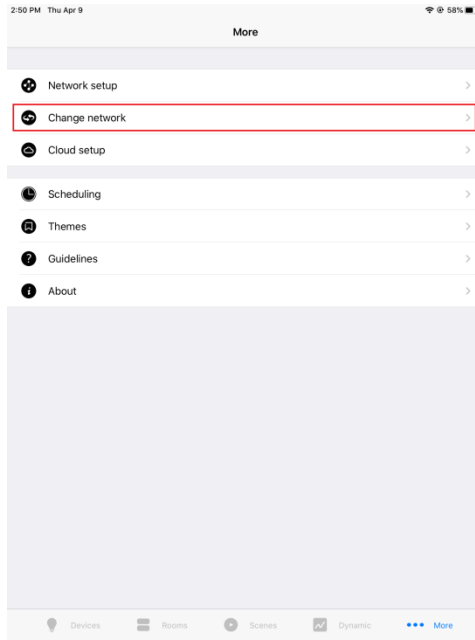 2:50 PM Thu Apr 9 58%
More
Network setup
Change network
Cloud setup
Scheduling
Themes
Guidelines
About
Devices Rooms Scenes Dynamic More